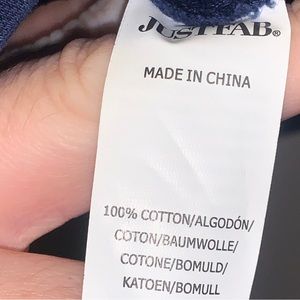 JUSTFAB®
MADE IN CHINA
100% COTTON/ALGODÓN/
COTON/BAUMWOLLE/
COTONE/BOMULD/
KATOEN/BOMULL